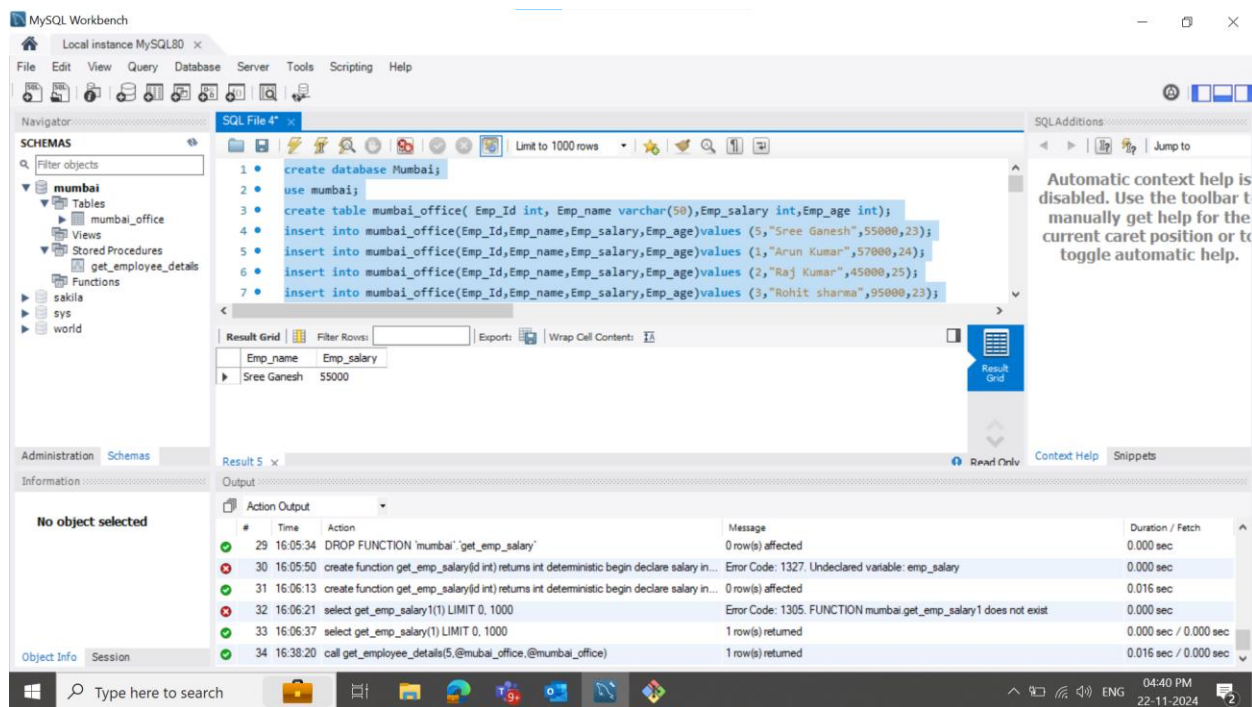 MySQL Workbench
Local instance MySQL80
File Edit View Query Database Server Tools Scripting Help
Navigator
SCHEMAS
Filter objects
mumbai
Tables
mumbai_office
Views
Stored Procedures
get_employee_details
Functions
sakila
sys
world
Administration Schemas
Information
No object selected
Object Info Session
SQL File 4*
Limit to 1000 rows
1 create database Mumbai;
2 use mumbai;
3 create table mumbai_office( Emp_Id int, Emp_name varchar(50),Emp_salary int,Emp_age int);
4 insert into mumbai_office(Emp_Id,Emp_name,Emp_salary,Emp_age)values (5,"Sree Ganesh",55000,23);
5 insert into mumbai_office(Emp_Id,Emp_name,Emp_salary,Emp_age)values (1,"Arun Kumar",57000,24);
6 insert into mumbai_office(Emp_Id,Emp_name,Emp_salary,Emp_age)values (2,"Raj Kumar",45000,25);
7 insert into mumbai_office(Emp_Id,Emp_name,Emp_salary,Emp_age)values (3,"Rohit sharma",95000,23);
Result Grid Filter Rows: Export: Wrap Cell Content:
Emp_name Emp_salary
Sree Ganesh 55000
Result
Grid
Result 5 Read Only
SQLAdditions
Jump to
Automatic context help is
disabled. Use the toolbar t
manually get help for the
current caret position or to
toggle automatic help.
Context Help Snippets
Output
Action Output
# Time Action Message Duration / Fetch
29 16:05:34 DROP FUNCTION `mumbai`.`get_emp_salary` 0 row(s) affected 0.000 sec
30 16:05:50 create function get_emp_salary(id int) returns int deterministic begin declare salary in... Error Code: 1327. Undeclared variable: emp_salary 0.000 sec
31 16:06:13 create function get_emp_salary(id int) returns int deterministic begin declare salary in... 0 row(s) affected 0.016 sec
32 16:06:21 select get_emp_salary1(1) LIMIT 0, 1000 Error Code: 1305. FUNCTION mumbai.get_emp_salary1 does not exist 0.000 sec
33 16:06:37 select get_emp_salary(1) LIMIT 0, 1000 1 row(s) returned 0.000 sec / 0.000 sec
34 16:38:20 call get_employee_details(5,@mubai_office,@mumbai_office) 1 row(s) returned 0.016 sec / 0.000 sec
Type here to search
9+
ENG
04:40 PM
22-11-2024
2